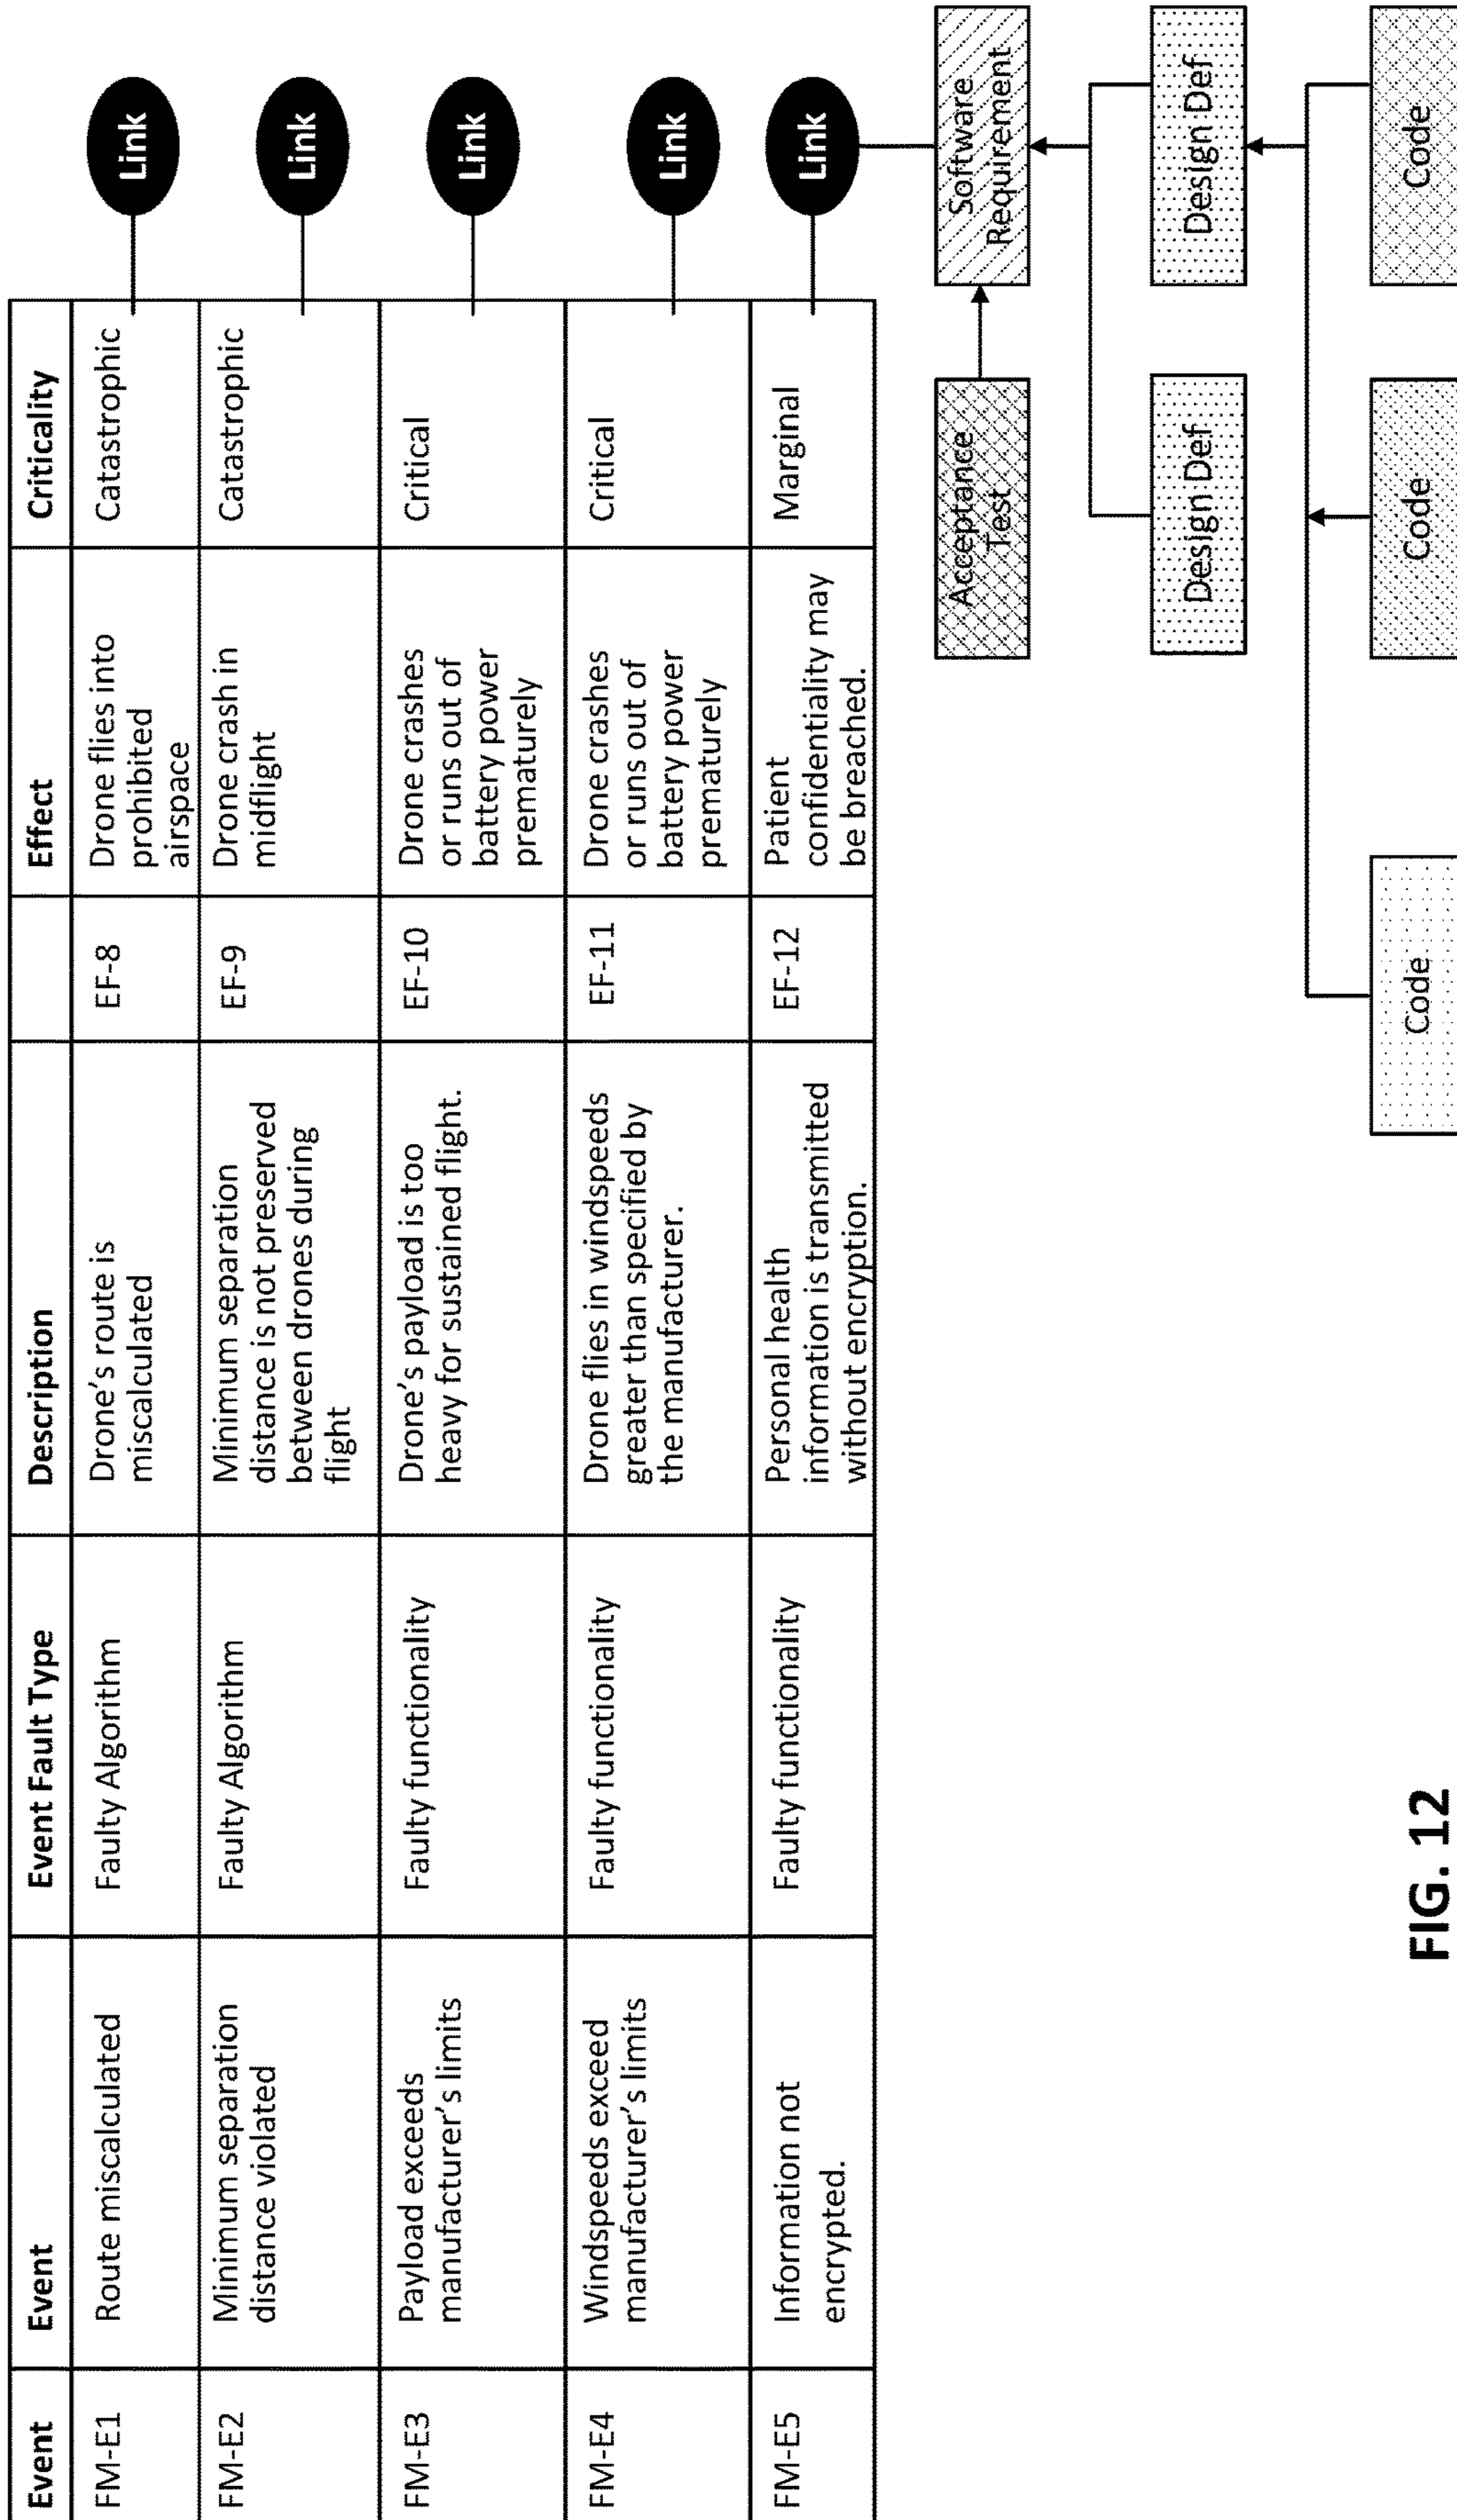 Event
Event
Event Fault Type
Description
Effect
Criticality
FM-E1
Route miscalculated
Faulty Algorithm
Drone's route is
miscalculated
EF-8
Drone flies into
prohibited
airspace
Catastrophic
Link
FM-E2
Minimum separation
distance violated
Faulty Algorithm
Minimum separation
distance is not preserved
between drones during
flight
EF-9
Drone crash in
midflight
Catastrophic
Link
FM-E3
Payload exceeds
manufacturer's limits
Faulty functionality
Drone's payload is too
heavy for sustained flight.
EF-10
Drone crashes
or runs out of
battery power
prematurely
Critical
Link
FM-E4
Windspeeds exceed
manufacturer's limits
Faulty functionality
Drone flies in windspeeds
greater than specified by
the manufacturer.
EF-11
Drone crashes
or runs out of
battery power
prematurely
Critical
Link
FM-E5
Information not
encrypted.
Faulty functionality
Personal health
information is transmitted
without encryption.
EF-12
Patient
confidentiality may
be breached.
Marginal
Link
Acceptance
Test
Software
Requirement
Design Def
Design Def
Code
Code
Code
FIG. 12